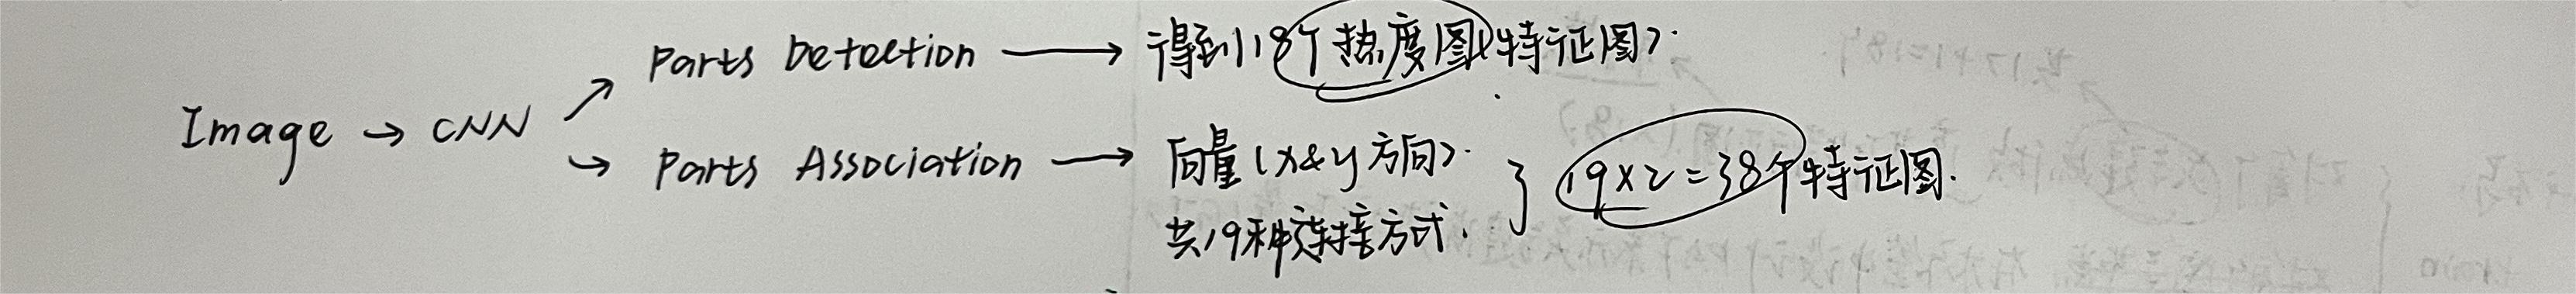 Parts Detection → 得到18个热度图(特征图).
Image → CNN
Parts Association → 向量(x&y方向).
共19种连接方式.
19×2=38个特征图.